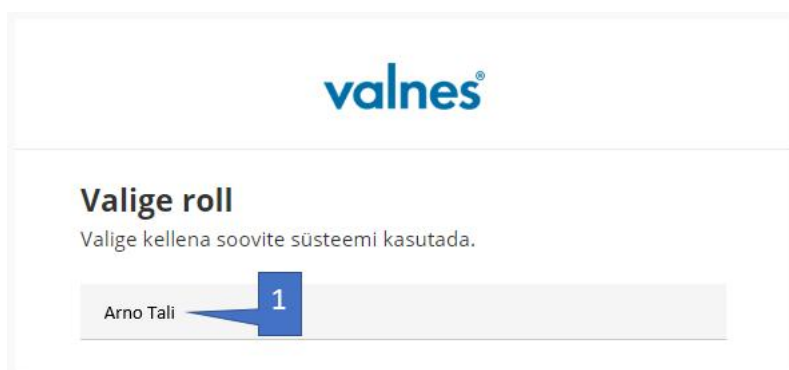 valnes®
Valige roll
Valige kellena soovite süsteemi kasutada.
Arno Tali
1